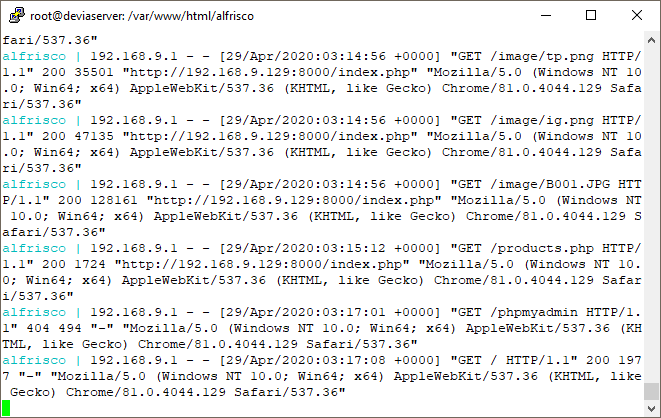 root@deviaserver: /var/www/html/alfrisco
fari/537.36"
alfrisco | 192.168.9.1 - - [29/Apr/2020:03:14:56 +0000] "GET /image/tp.png HTTP/
1.1" 200 35501 "http://192.168.9.129:8000/index.php" "Mozilla/5.0 (Windows NT 10
.0; Win64; x64) AppleWebKit/537.36 (KHTML, like Gecko) Chrome/81.0.4044.129 Safa
ri/537.36"
alfrisco | 192.168.9.1 - - [29/Apr/2020:03:14:56 +0000] "GET /image/ig.png HTTP/
1.1" 200 47135 "http://192.168.9.129:8000/index.php" "Mozilla/5.0 (Windows NT 10
.0; Win64; x64) AppleWebKit/537.36 (KHTML, like Gecko) Chrome/81.0.4044.129 Safa
ri/537.36"
alfrisco | 192.168.9.1 - - [29/Apr/2020:03:14:56 +0000] "GET /image/B001.JPG HTT
P/1.1" 200 128161 "http://192.168.9.129:8000/index.php" "Mozilla/5.0 (Windows NT
 10.0; Win64; x64) AppleWebKit/537.36 (KHTML, like Gecko) Chrome/81.0.4044.129 S
afari/537.36"
alfrisco | 192.168.9.1 - - [29/Apr/2020:03:15:12 +0000] "GET /products.php HTTP/
1.1" 200 1724 "http://192.168.9.129:8000/index.php" "Mozilla/5.0 (Windows NT 10.
0; Win64; x64) AppleWebKit/537.36 (KHTML, like Gecko) Chrome/81.0.4044.129 Safar
i/537.36"
alfrisco | 192.168.9.1 - - [29/Apr/2020:03:17:01 +0000] "GET /phpmyadmin HTTP/1.
1" 404 494 "-" "Mozilla/5.0 (Windows NT 10.0; Win64; x64) AppleWebKit/537.36 (KH
TML, like Gecko) Chrome/81.0.4044.129 Safari/537.36"
alfrisco | 192.168.9.1 - - [29/Apr/2020:03:17:08 +0000] "GET / HTTP/1.1" 200 197
7 "-" "Mozilla/5.0 (Windows NT 10.0; Win64; x64) AppleWebKit/537.36 (KHTML, like
 Gecko) Chrome/81.0.4044.129 Safari/537.36"